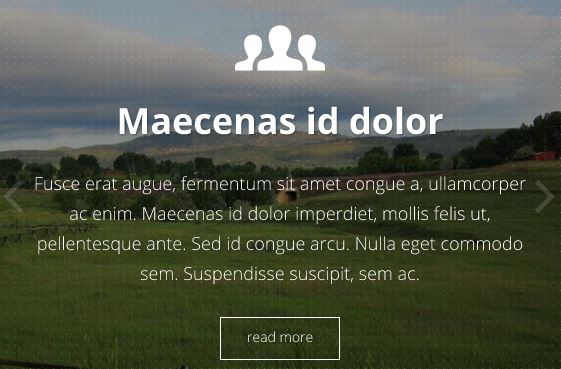 Maecenas id dolor
Fusce erat augue, fermentum sit amet congue a, ullamcorper
ac enim. Maecenas id dolor imperdiet, mollis felis ut,
pellentesque ante. Sed id congue arcu. Nulla eget commodo
sem. Suspendisse suscipit, sem ac.
read more